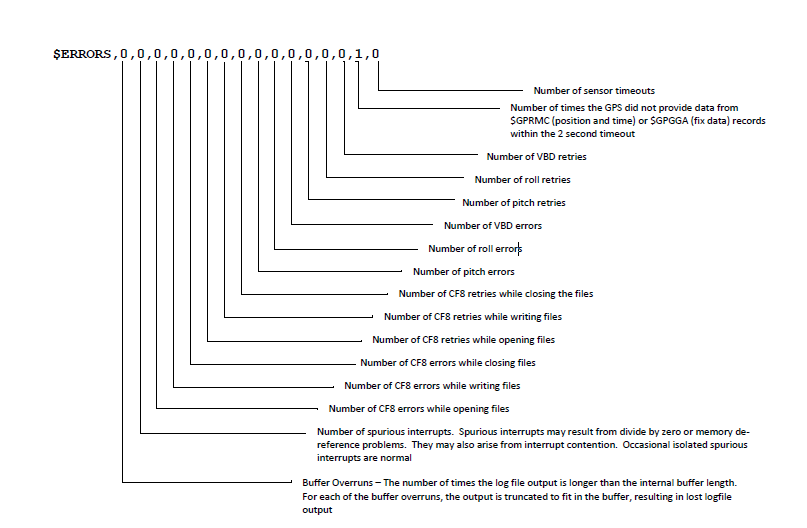 $ERRORS,0,0,0,0,0,0,0,0,0,0,0,0,0,0,1,0
Number of sensor timeouts
Number of times the GPS did not provide data from
$GPRMC (position and time) or $GPGGA (fix data) records
within the 2 second timeout
Number of VBD retries
Number of roll retries
Number of pitch retries
Number of VBD errors
Number of roll errors
Number of pitch errors
Number of CF8 retries while closing the files
Number of CF8 retries while writing files
Number of CF8 retries while opening files
Number of CF8 errors while closing files
Number of CF8 errors while writing files
Number of CF8 errors while opening files
Number of spurious interrupts. Spurious interrupts may result from divide by zero or memory de-
reference problems. They may also arise from interrupt contention. Occasional isolated spurious
interrupts are normal
Buffer Overruns – The number of times the log file output is longer than the internal buffer length.
For each of the buffer overruns, the output is truncated to fit in the buffer, resulting in lost logfile
output